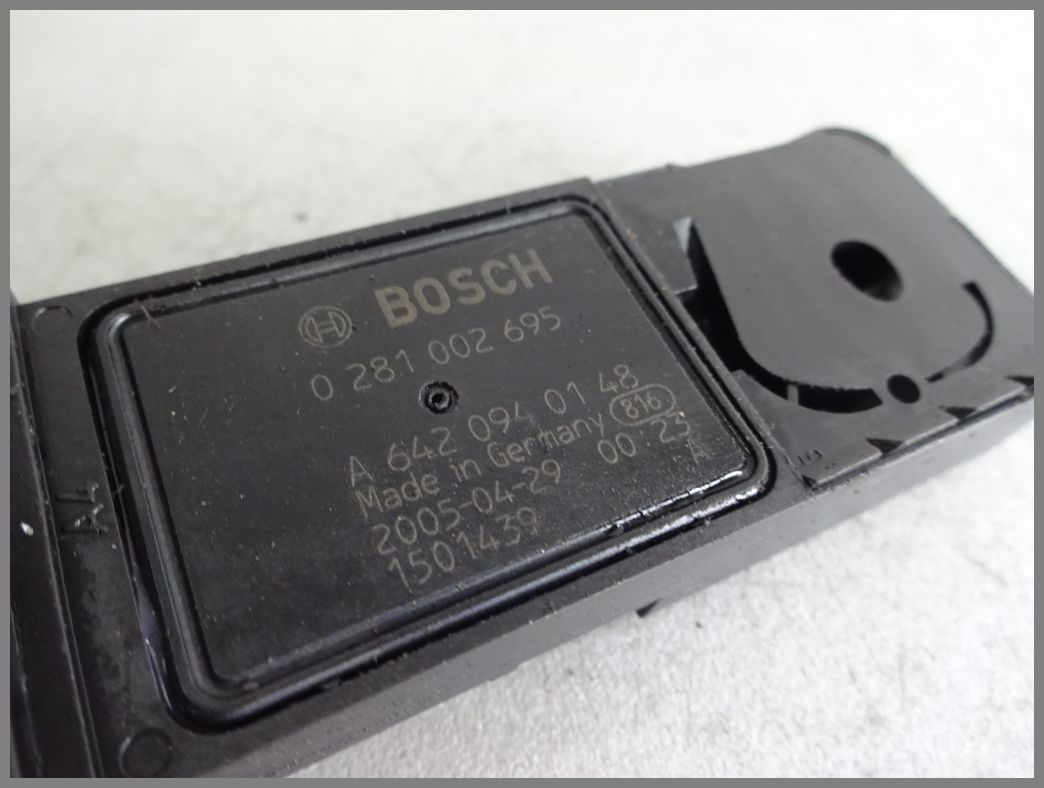 BOSCH
0 281 002 695
A 642 094 01 48
Made in Germany 816
2005-04-29 00 23
1501439 A
A4